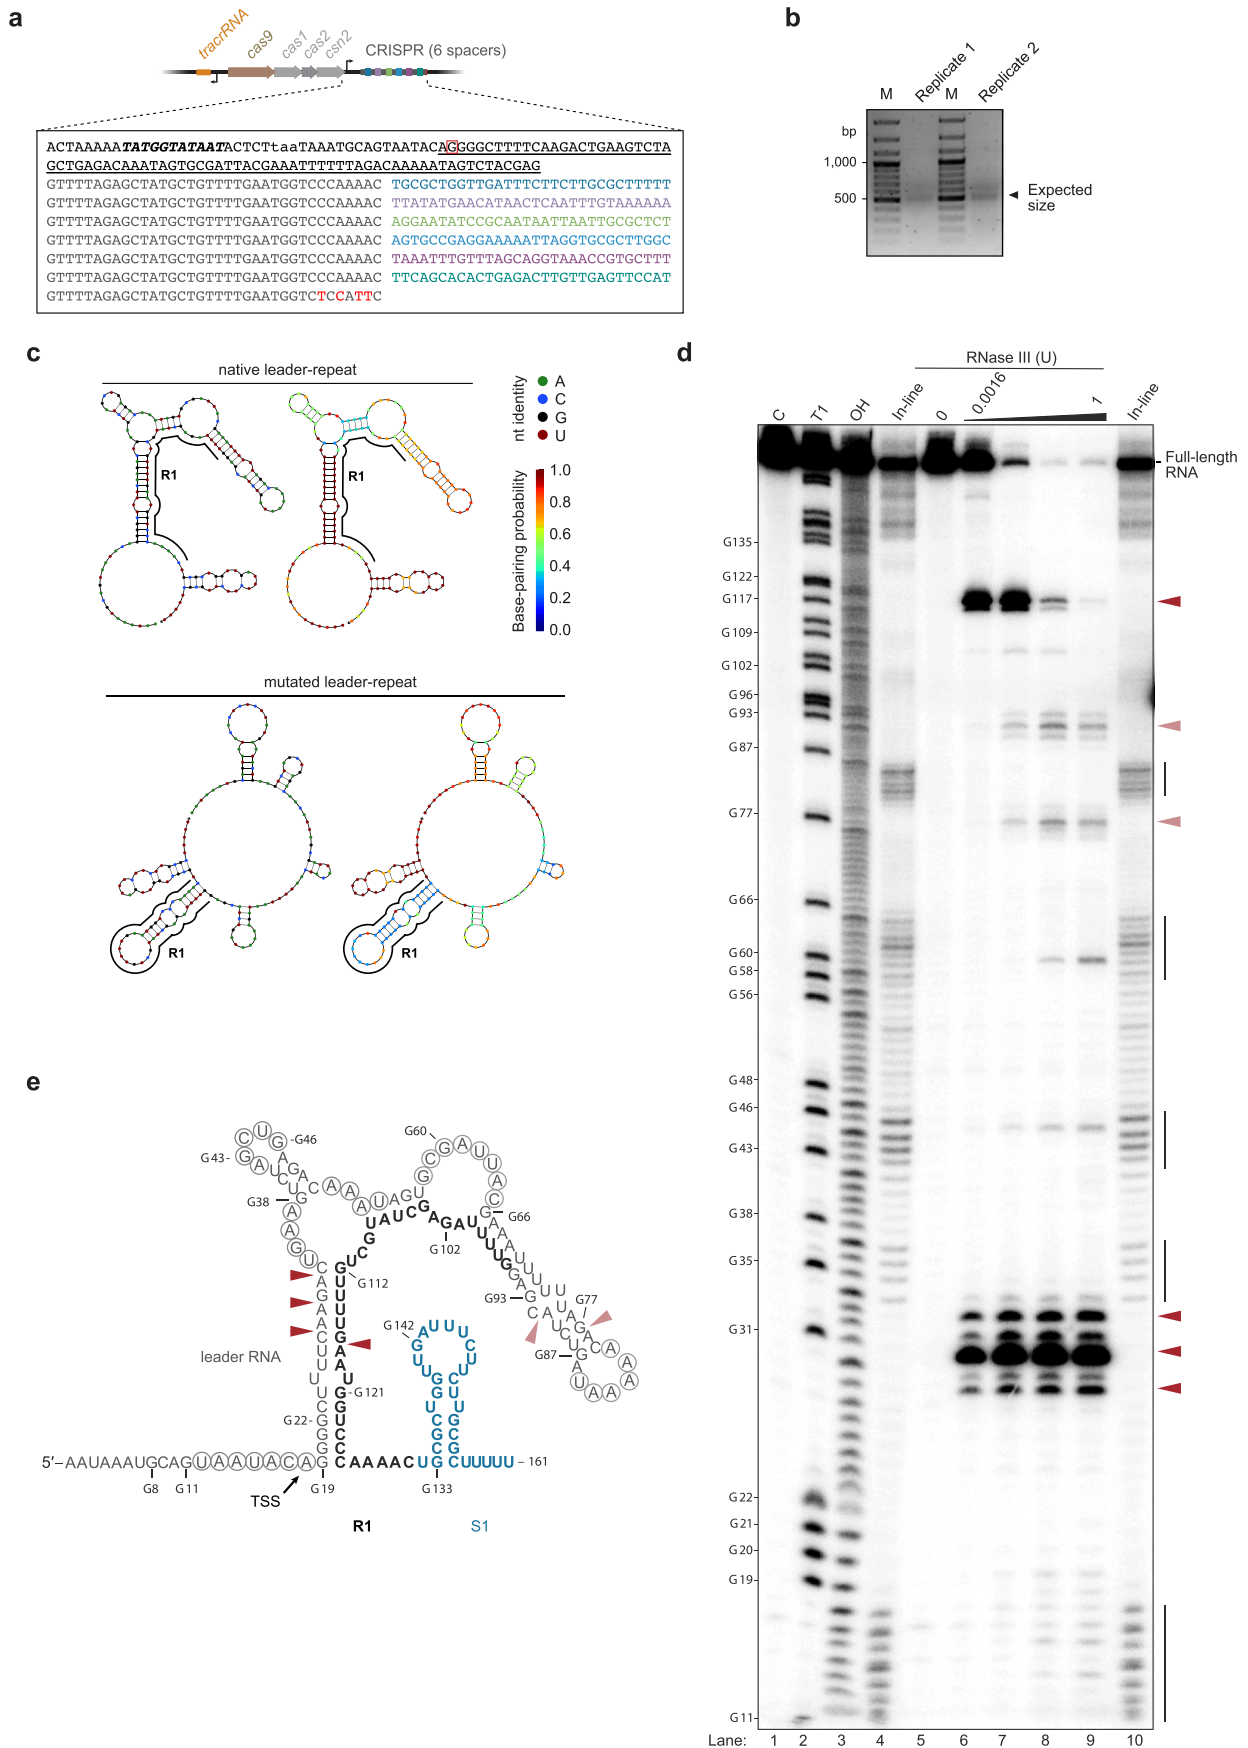 a
tracrRNA
cas9
cas1
cas2
csn2
CRISPR (6 spacers)
ACTAAAAATATGGTATAATACTCTtaaTAAATGCAGTAATACAGGGGCTTTTCAAGACTGAAGTCTA
GCTGAGACAAATAGTGCGATTACGAAATTTTTTAGACAAAAATAGTCTACGAG
GTTTTAGAGCTATGCTGTTTTGAATGGTCCCAAAAC TGCGCTGGTTGATTTCTTCTTGCGCTTTTT
GTTTTAGAGCTATGCTGTTTTGAATGGTCCCAAAAC TTATATGAACATAACTCAATTTGTAAAAAA
GTTTTAGAGCTATGCTGTTTTGAATGGTCCCAAAAC AGGAATATCCGCAATAATTAATTGCGCTCT
GTTTTAGAGCTATGCTGTTTTGAATGGTCCCAAAAC AGTGCCGAGGAAAAATTAGGTGCGCTTGGC
GTTTTAGAGCTATGCTGTTTTGAATGGTCCCAAAAC TAAATTTGTTTAGCAGGTAAACCGTGCTTT
GTTTTAGAGCTATGCTGTTTTGAATGGTCCCAAAAC TTCAGCACACTGAGACTTGTTGAGTTCCAT
GTTTTAGAGCTATGCTGTTTTGAATGGTCTCCATTC
b
M
Replicate 1
M
Replicate 2
bp
1,000
500
Expected
size
c
native leader-repeat
R1
R1
nt identity
A
C
G
U
Base-pairing probability
1.0
0.8
0.6
0.4
0.2
0.0
mutated leader-repeat
R1
R1
d
RNase III (U)
C
T1
OH
In-line
0
0.0016
1
In-line
Full-length
RNA
G135
G122
G117
G109
G102
G96
G93
G87
G77
G66
G60
G58
G56
G48
G46
G43
G38
G35
G31
G22
G21
G20
G19
G11
Lane: 1 2 3 4 5 6 7 8 9 10
e
G46
G43
G38
G60
G66
G102
G112
G93
G77
G87
G142
G121
leader RNA
G22
5′–AAUAAAUGCAGUAAUACAG
CAAAACUGCUUUUU – 161
G8
G11
TSS
G19
G133
R1
S1